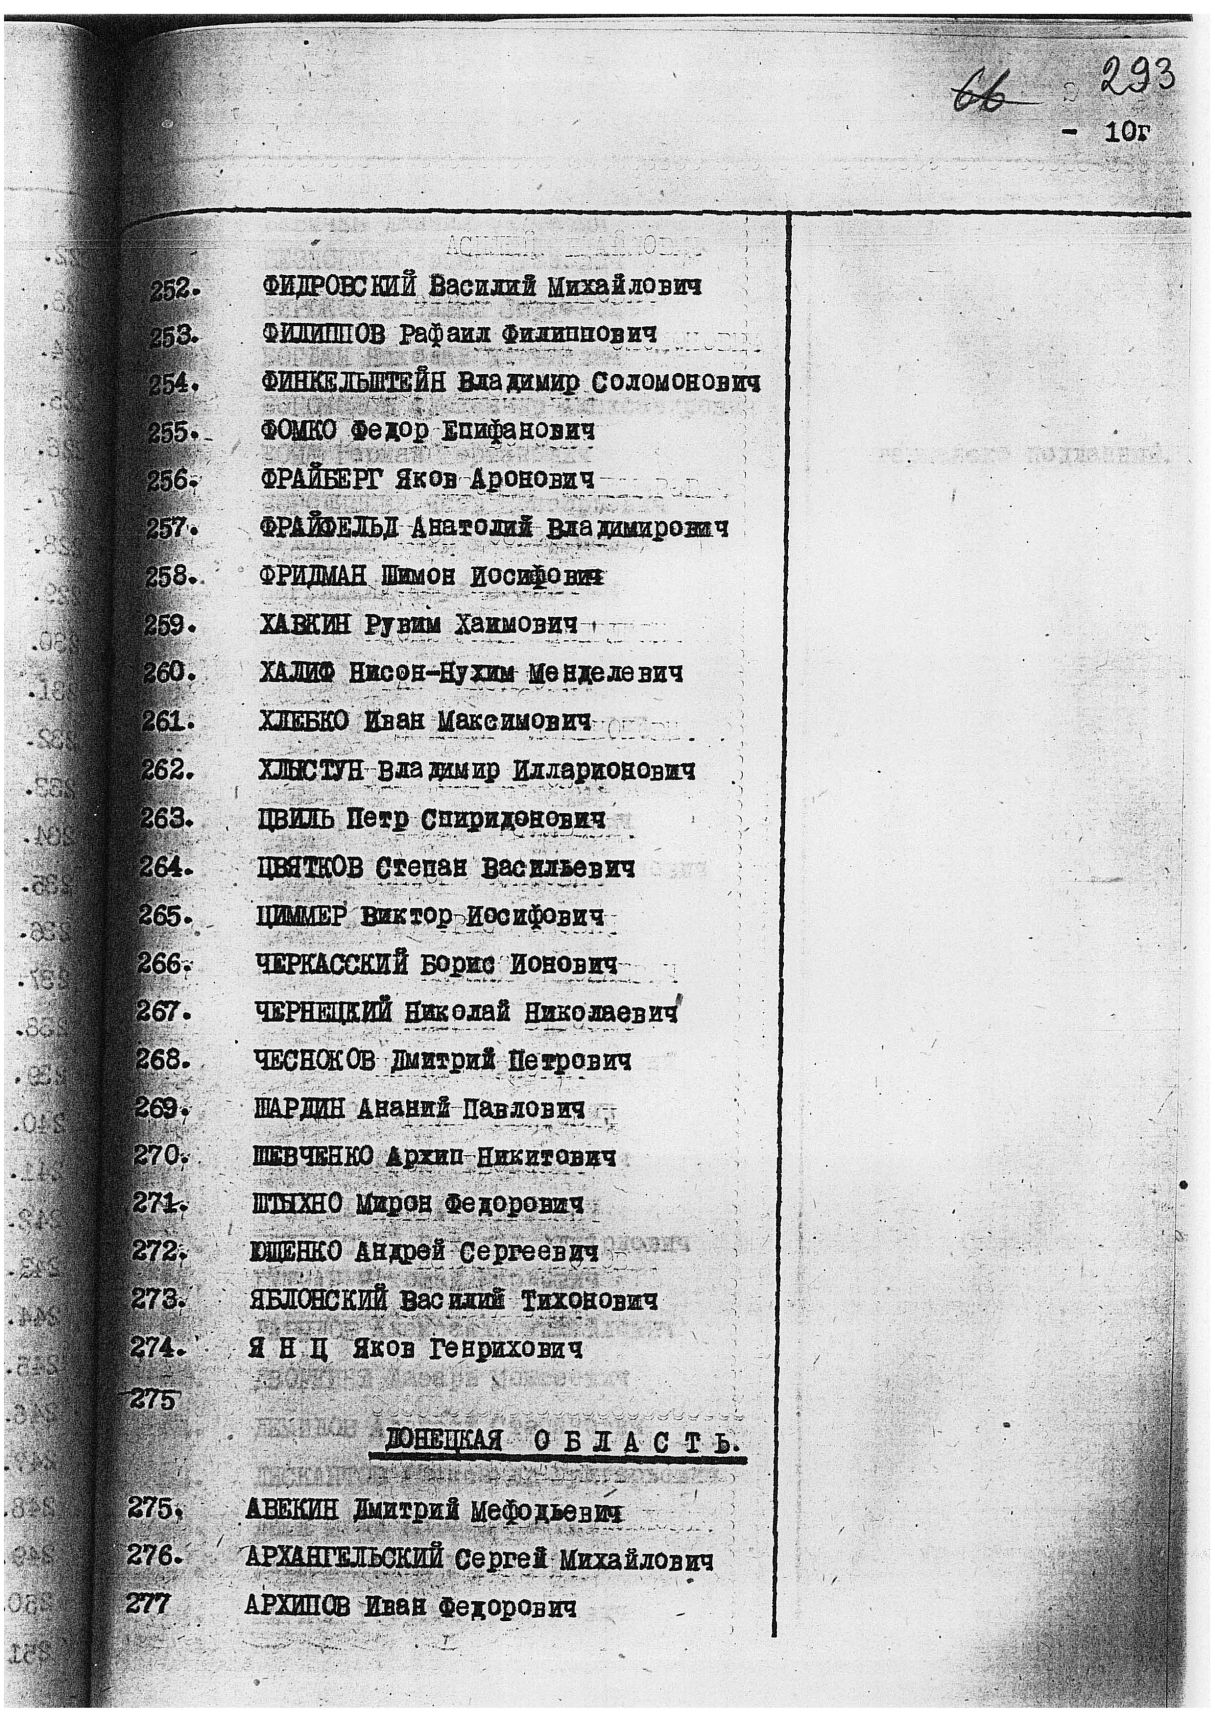 66 293
- 10г
252. ФИДРОВСКИЙ Василий Михайлович
253. ФИЛИППОВ Рафаил Филиппович
254. ФИНКЕЛЬШТЕЙН Владимир Соломонович
255. ФОМКО Федор Епифанович
256. ФРАЙБЕРГ Яков Аронович
257. ФРАЙФЕЛЬД Анатолий Владимирович
258. ФРИДМАН Шимон Иосифович
259. ХАВКИН Рувим Хаимович
260. ХАЛИФ Нисон-Нухим Менделевич
261. ХЛЕБКО Иван Максимович
262. ХЛЫСТУН Владимир Илларионович
263. ЦВИЛЬ Петр Спиридонович
264. ЦВЯТКОВ Степан Васильевич
265. ЦИММЕР Виктор Иосифович
266. ЧЕРКАССКИЙ Борис Ионович
267. ЧЕРНЕЦКИЙ Николай Николаевич
268. ЧЕСНОКОВ Дмитрий Петрович
269. ШАРДИН Ананий Павлович
270. ШЕВЧЕНКО Архип Никитович
271. ШТЫХНО Мирон Федорович
272. ЮЩЕНКО Андрей Сергеевич
273. ЯБЛОНСКИЙ Василий Тихонович
274. Я Н Ц Яков Генрихович
275
ДОНЕЦКАЯ О Б Л А С Т Ь.
275. АВЕКИН Дмитрий Мефодьевич
276. АРХАНГЕЛЬСКИЙ Сергей Михайлович
277 АРХИПОВ Иван Федорович